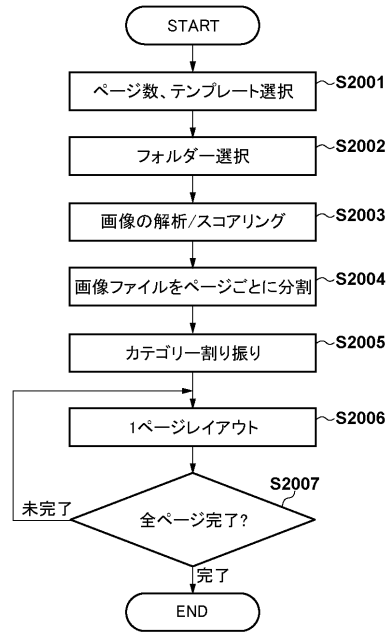 START
ページ数、テンプレート選択
S2001
フォルダー選択
S2002
画像の解析/スコアリング
S2003
画像ファイルをページごとに分割
S2004
カテゴリー割り振り
S2005
1ページレイアウト
S2006
全ページ完了?
S2007
未完了
完了
END